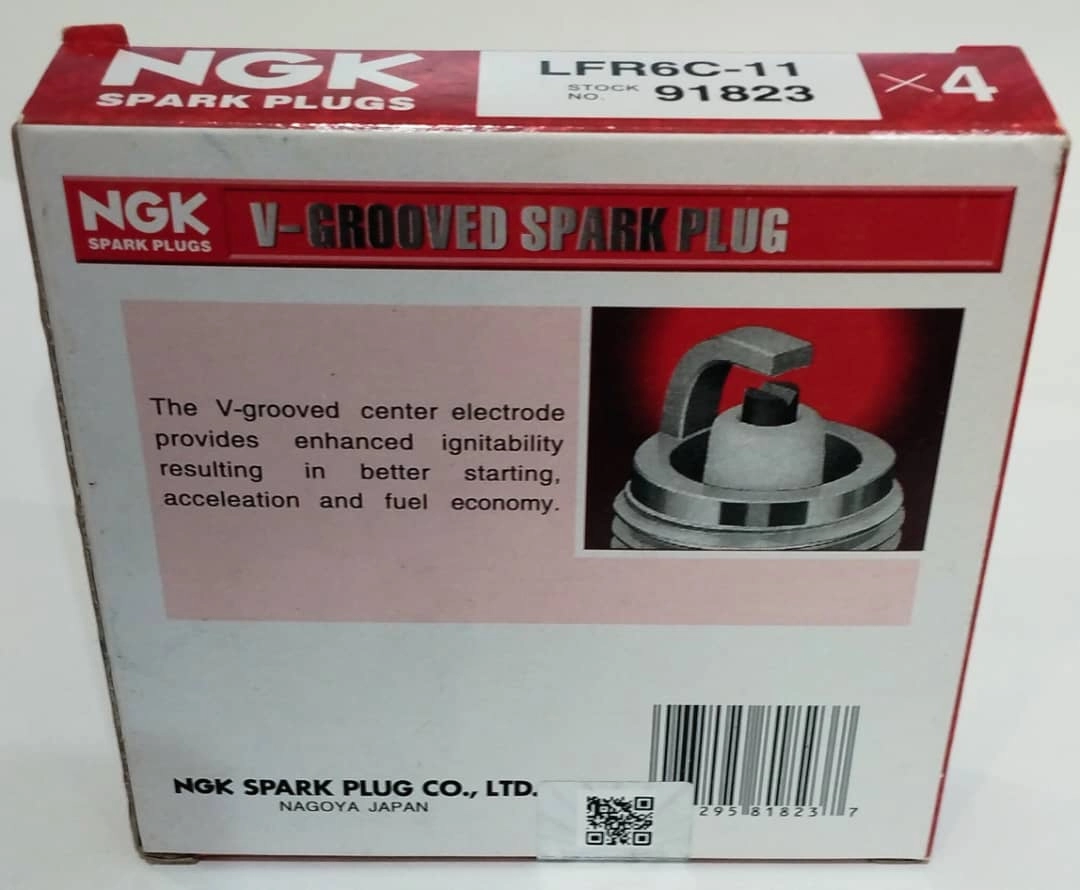 NGK
SPARK PLUGS
LFR6C-11
STOCK NO. 91823
×4
NGK
SPARK PLUGS
V-GROOVED SPARK PLUG
The V-grooved center electrode
provides enhanced ignitability
resulting in better starting,
acceleation and fuel economy.
NGK SPARK PLUG CO., LTD.
NAGOYA JAPAN
295 81823 7